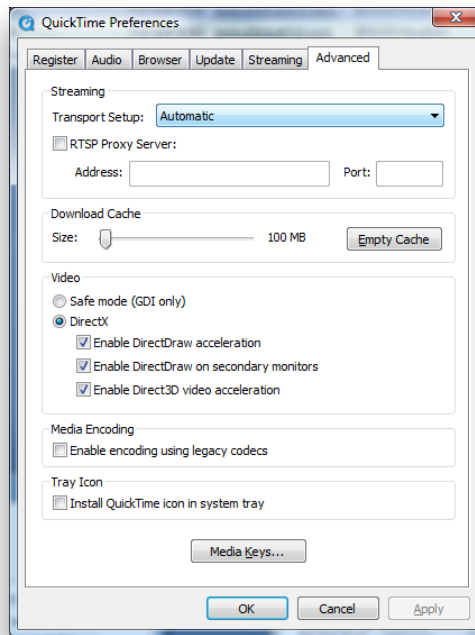 QuickTime Preferences
Register Audio Browser Update Streaming Advanced
Streaming
Transport Setup: Automatic
RTSP Proxy Server:
Address: Port:
Download Cache
Size: 100 MB Empty Cache
Video
Safe mode (GDI only)
DirectX
Enable DirectDraw acceleration
Enable DirectDraw on secondary monitors
Enable Direct3D video acceleration
Media Encoding
Enable encoding using legacy codecs
Tray Icon
Install QuickTime icon in system tray
Media Keys...
OK Cancel Apply